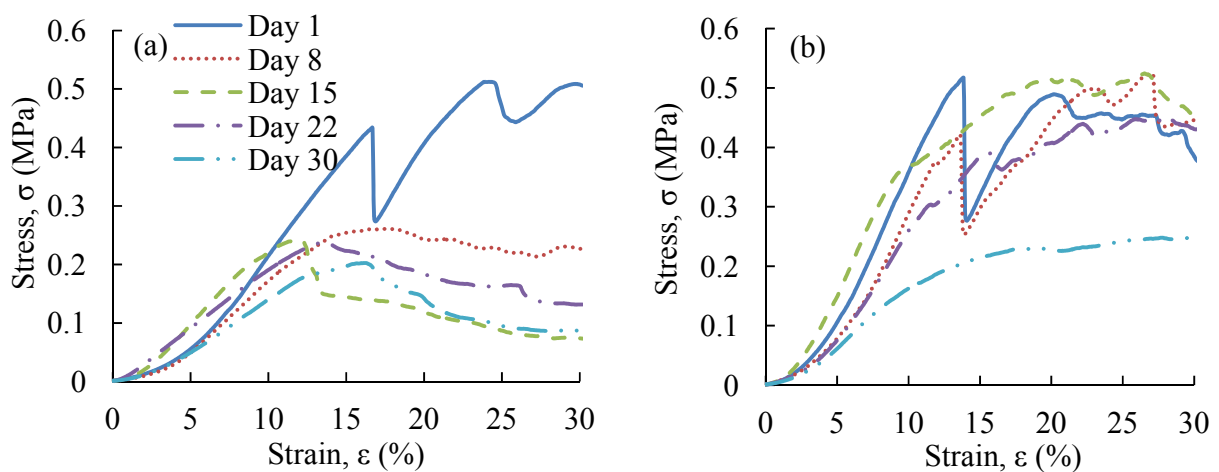 (a)
Day 1
Day 8
Day 15
Day 22
Day 30
0.6
0.5
0.4
0.3
0.2
0.1
0
Stress, σ (MPa)
0 5 10 15 20 25 30
Strain, ε (%)
(b)
0.6
0.5
0.4
0.3
0.2
0.1
0
Stress, σ (MPa)
0 5 10 15 20 25 30
Strain, ε (%)